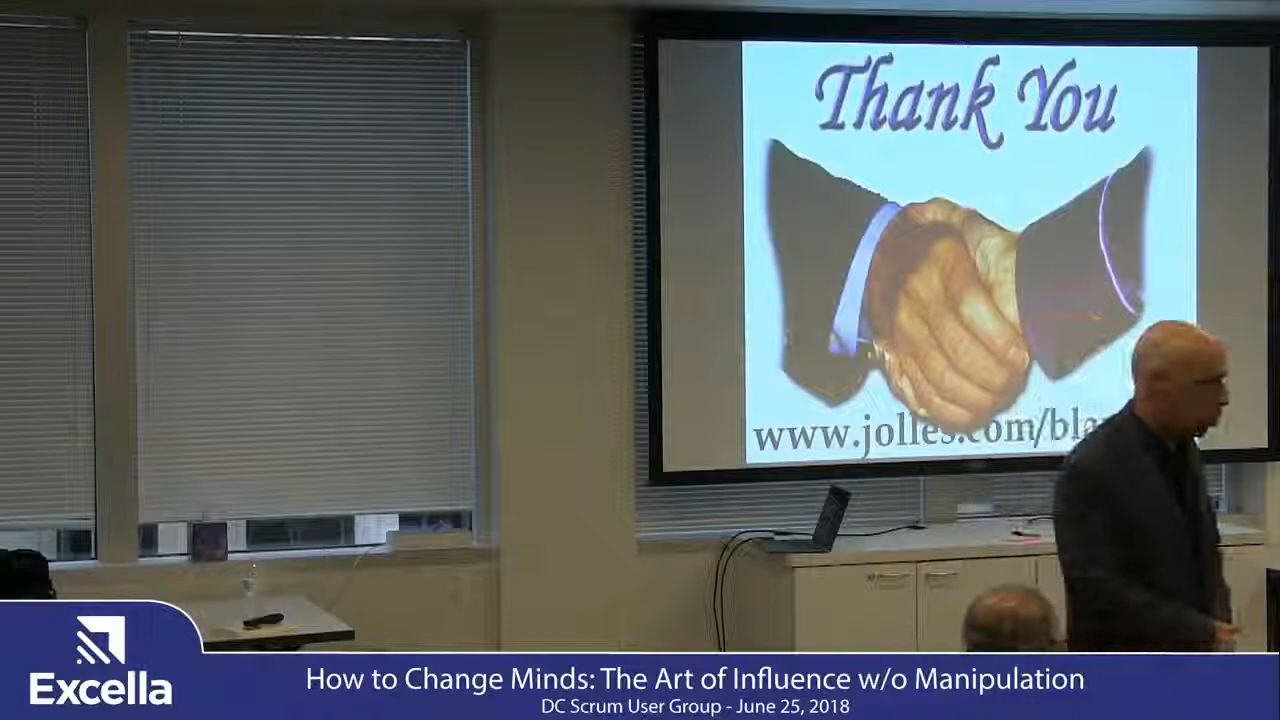 Thank You
www.jolles.com/bla
Excella
How to Change Minds: The Art of Influence w/o Manipulation
DC Scrum User Group - June 25, 2018